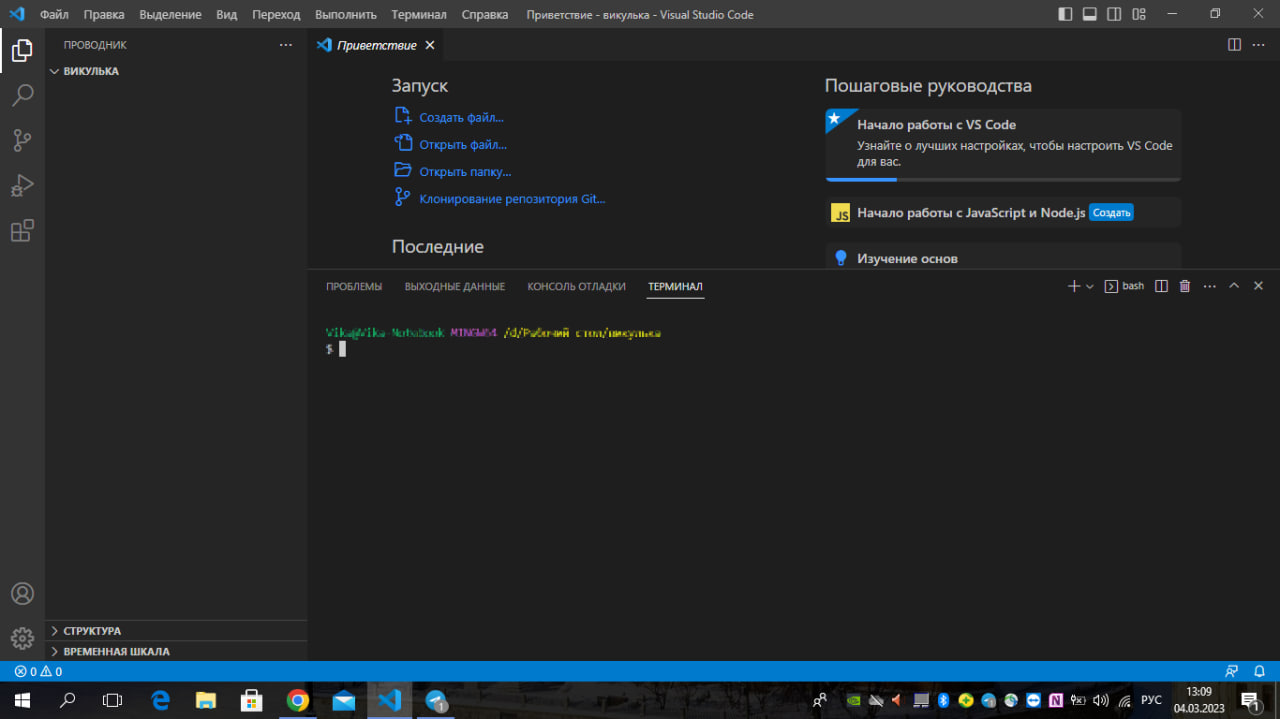 Файл Правка Выделение Вид Переход Выполнить Терминал Справка Приветствие - викулька - Visual Studio Code
ПРОВОДНИК
Приветствие
ВИКУЛЬКА
Запуск
Создать файл...
Открыть файл...
Открыть папку...
Клонирование репозитория Git...
Последние
Пошаговые руководства
Начало работы с VS Code
Узнайте о лучших настройках, чтобы настроить VS Code
для вас.
JS Начало работы с JavaScript и Node.js Создать
Изучение основ
ПРОБЛЕМЫ ВЫХОДНЫЕ ДАННЫЕ КОНСОЛЬ ОТЛАДКИ ТЕРМИНАЛ bash
Vika@Vika-Notebook MINGW64 /d/Рабочий стол/викулька
$
СТРУКТУРА
ВРЕМЕННАЯ ШКАЛА
0 0
1 N РУС 13:09
04.03.2023 1